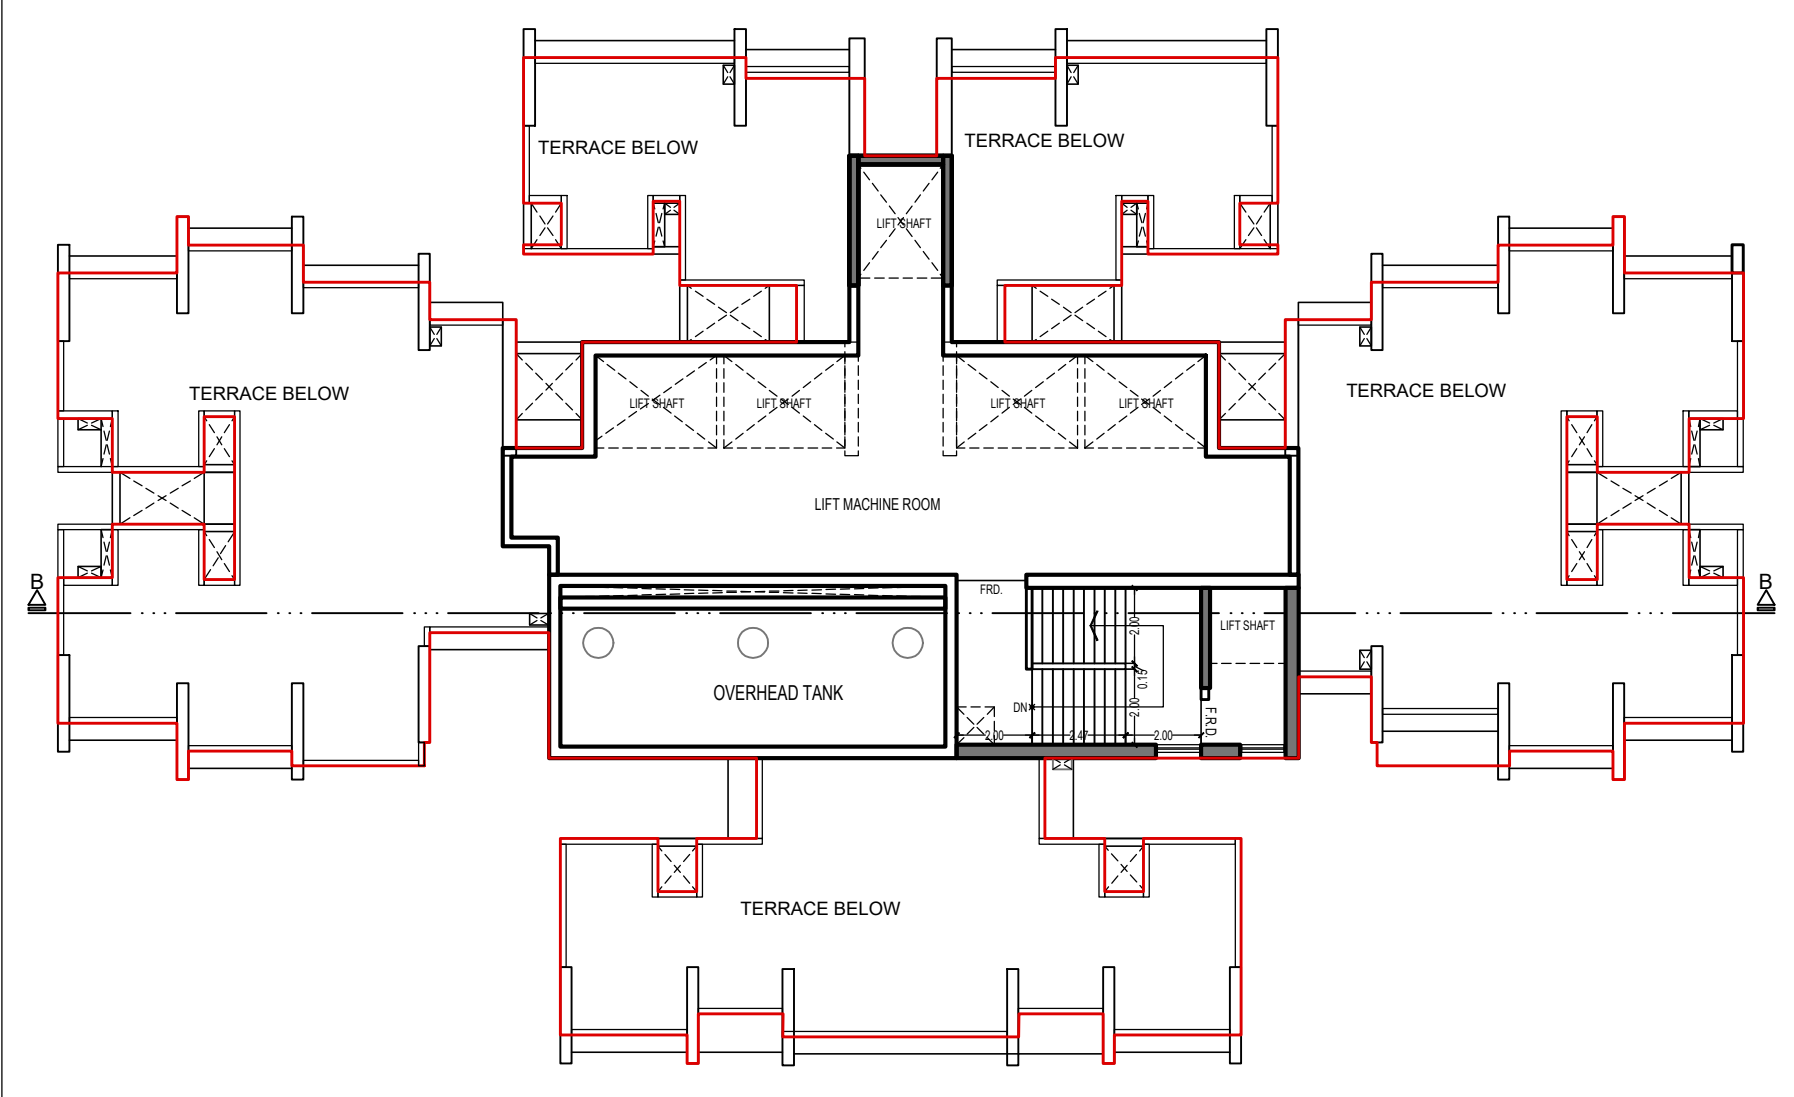 TERRACE BELOW
TERRACE BELOW
LIFT SHAFT
TERRACE BELOW
TERRACE BELOW
LIFT SHAFT
LIFT SHAFT
LIFT SHAFT
LIFT SHAFT
LIFT MACHINE ROOM
B
B
FRD.
LIFT SHAFT
2.00
0.15
2.00
OVERHEAD TANK
DN
F.R.D.
2.00
2.47
2.00
TERRACE BELOW